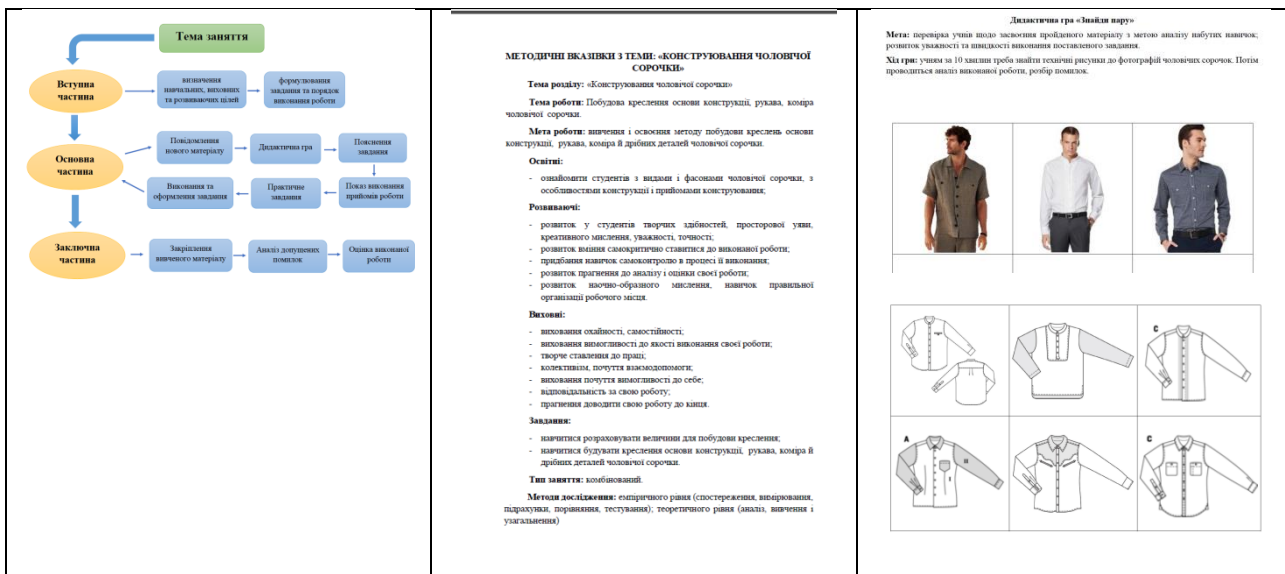 Тема заняття
Вступна
частина
визначення
навчальних, виховних
та розвиваючих цілей
формулювання
завдання та порядок
виконання роботи
Основна
частина
Повідомлення
нового матеріалу
Дидактична гра
Пояснення
завдання
Виконання та
оформлення завдання
Практичне
завдання
Показ виконання
прийомів роботи
Заключна
частина
Закріплення
вивченого матеріалу
Аналіз допущених
помилок
Оцінка виконаної
роботи
МЕТОДИЧНІ ВКАЗІВКИ З ТЕМИ: «КОНСТРУЮВАННЯ ЧОЛОВІЧОЇ
СОРОЧКИ»
Тема розділу: «Конструювання чоловічої сорочки»
Тема роботи: Побудова креслення основи конструкції, рукава, коміра
чоловічої сорочки.
Мета роботи: вивчення і освоєння методу побудови креслень основи
конструкції, рукава, коміра й дрібних деталей чоловічої сорочки.
Освітні:
- ознайомити студентів з видами і фасонами чоловічої сорочки, з
особливостями конструкції і прийомами конструювання;
Розвиваючі:
- розвиток у студентів творчих здібностей, просторової уяви,
креативного мислення, уважності, точності;
- розвиток вміння самокритично ставитися до виконаної роботи;
- придбання навичок самоконтролю в процесі її виконання;
- розвиток прагнення до аналізу і оцінки своєї роботи;
- розвиток наочно-образного мислення, навичок правильної
організації робочого місця.
Виховні:
- виховання охайності, самостійності;
- виховання вимогливості до якості виконання своєї роботи;
- творче ставлення до праці;
- колективізм, почуття взаємодопомоги;
- виховання почуття вимогливості до себе;
- відповідальність за свою роботу;
- прагнення доводити свою роботу до кінця.
Завдання:
- навчитися розраховувати величини для побудови креслення;
- навчитися будувати креслення основи конструкції, рукава, коміра й
дрібних деталей чоловічої сорочки.
Тип заняття: комбінований.
Методи дослідження: емпіричного рівня (спостереження, вимірювання,
підрахунки, порівняння, тестування); теоретичного рівня (аналіз, вивчення і
узагальнення)
Дидактична гра «Знайди пару»
Мета: перевірка учнів щодо засвоєння пройденого матеріалу з метою аналізу набутих навичок;
розвиток уважності та швидкості виконання поставленого завдання.
Хід гри: учням за 10 хвилин треба знайти технічні рисунки до фотографій чоловічих сорочок. Потім
проводиться аналіз виконаної роботи, розбір помилок.
C
A
C